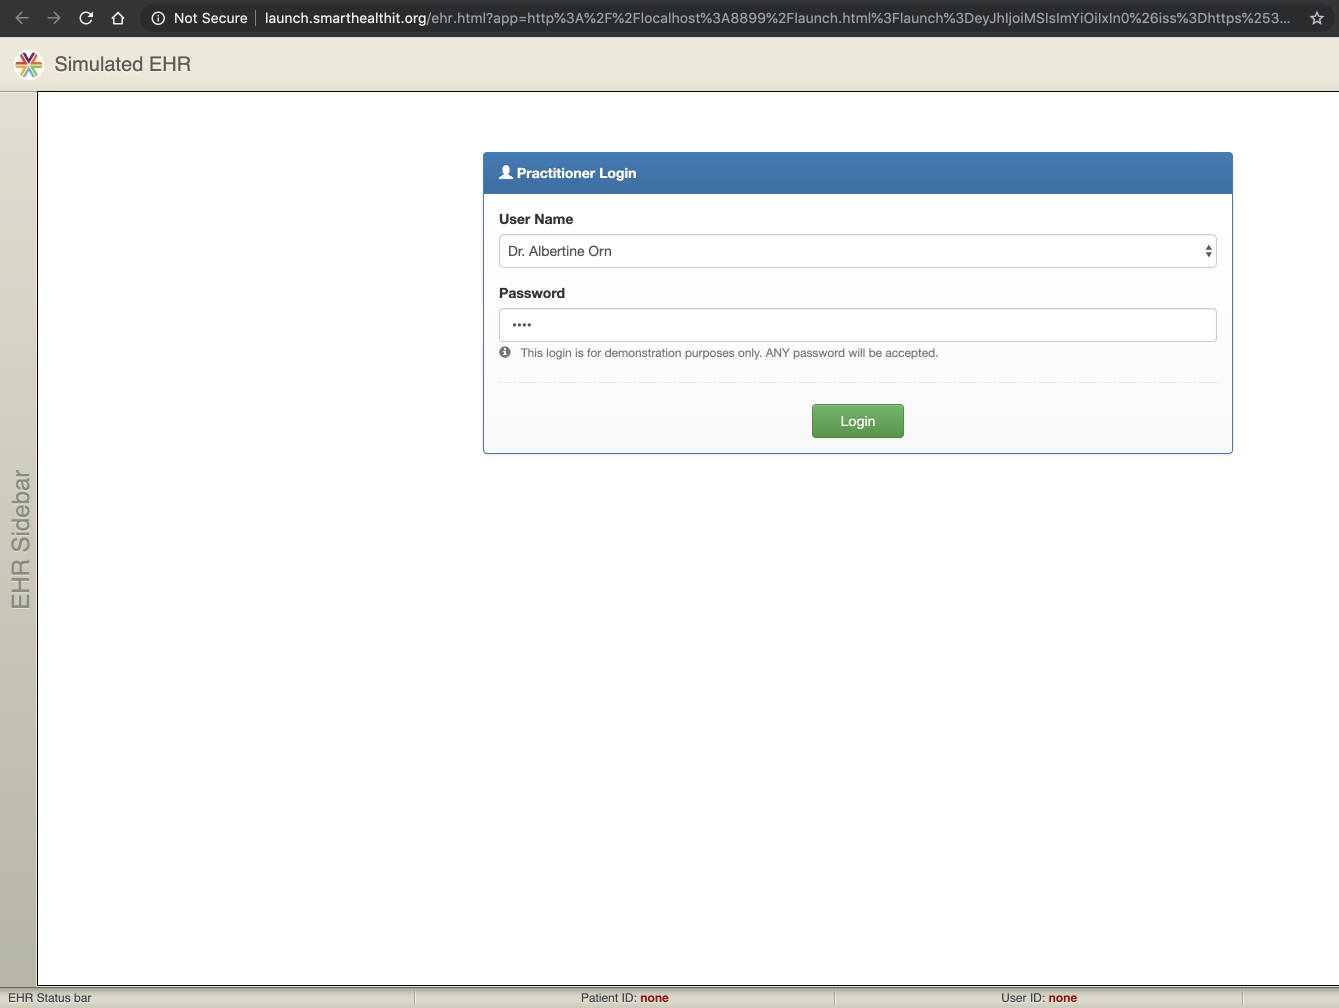 Not Secure | launch.smarthealthit.org/ehr.html?app=http%3A%2F%2Flocalhost%3A8899%2Flaunch.html%3Flaunch%3DeyJhIjoiMSIsImYiOiIxIn0%26iss%3Dhttps%253...
Simulated EHR
Practitioner Login
User Name
Dr. Albertine Orn
Password
••••
This login is for demonstration purposes only. ANY password will be accepted.
Login
EHR Sidebar
EHR Status bar
Patient ID: none
User ID: none